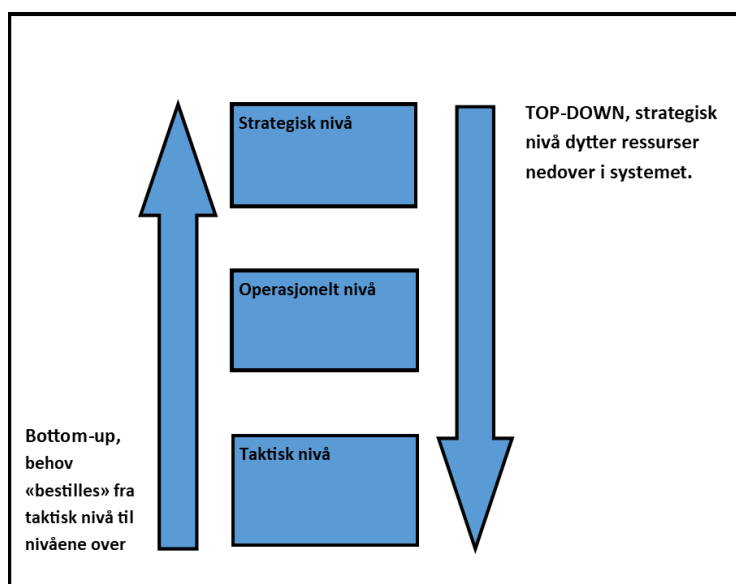 Strategisk nivå
TOP-DOWN, strategisk
nivå dytter ressurser
nedover i systemet.
Operasjonelt nivå
Bottom-up,
behov
«bestilles» fra
taktisk nivå til
nivåene over
Taktisk nivå